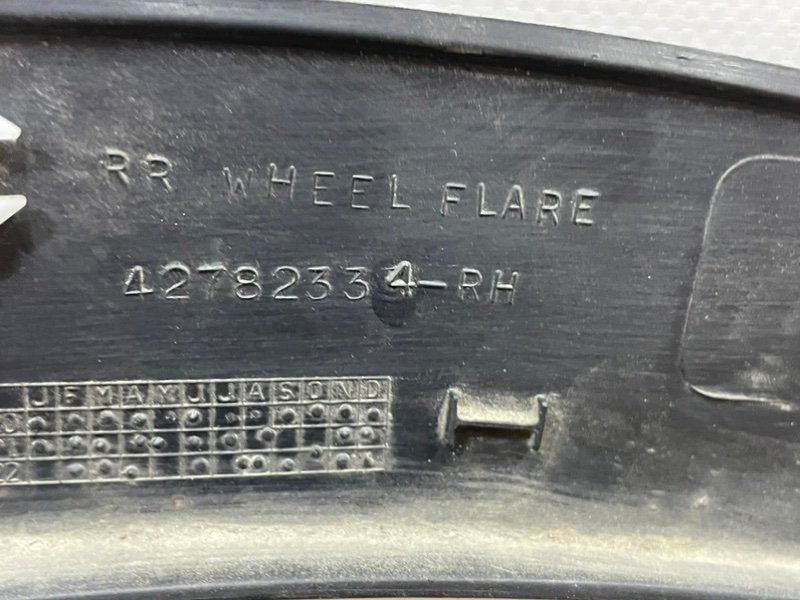 RR WHEEL FLARE
42782334-RH
J F M A M J J A S O N D